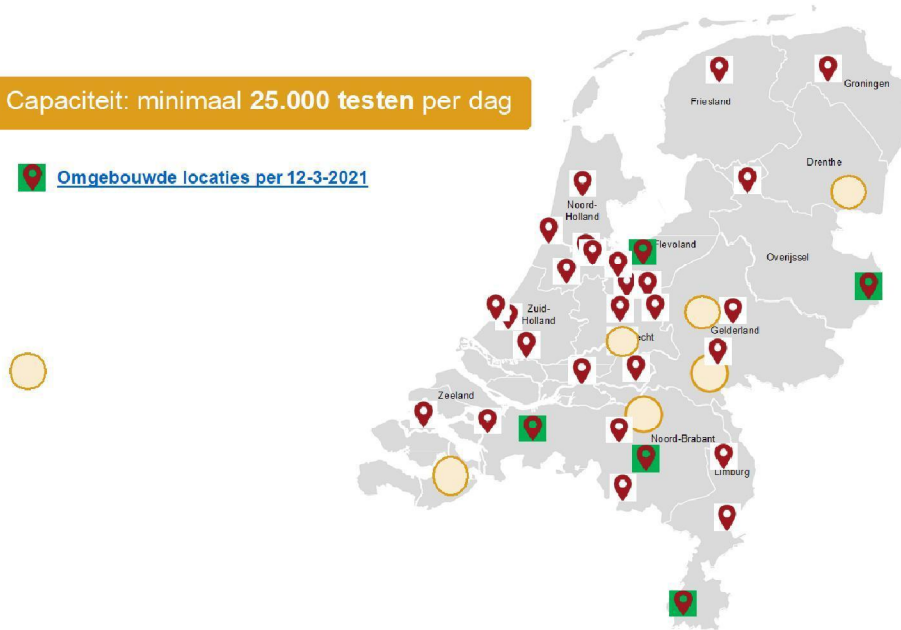 Capaciteit: minimaal 25.000 testen per dag
Omgebouwde locaties per 12-3-2021
Groningen
Friesland
Drenthe
Noord-
Holland
Flevoland
Overijssel
Zuid-
Holland
Gelderland
echt
Zeeland
Noord-Brabant
Limburg